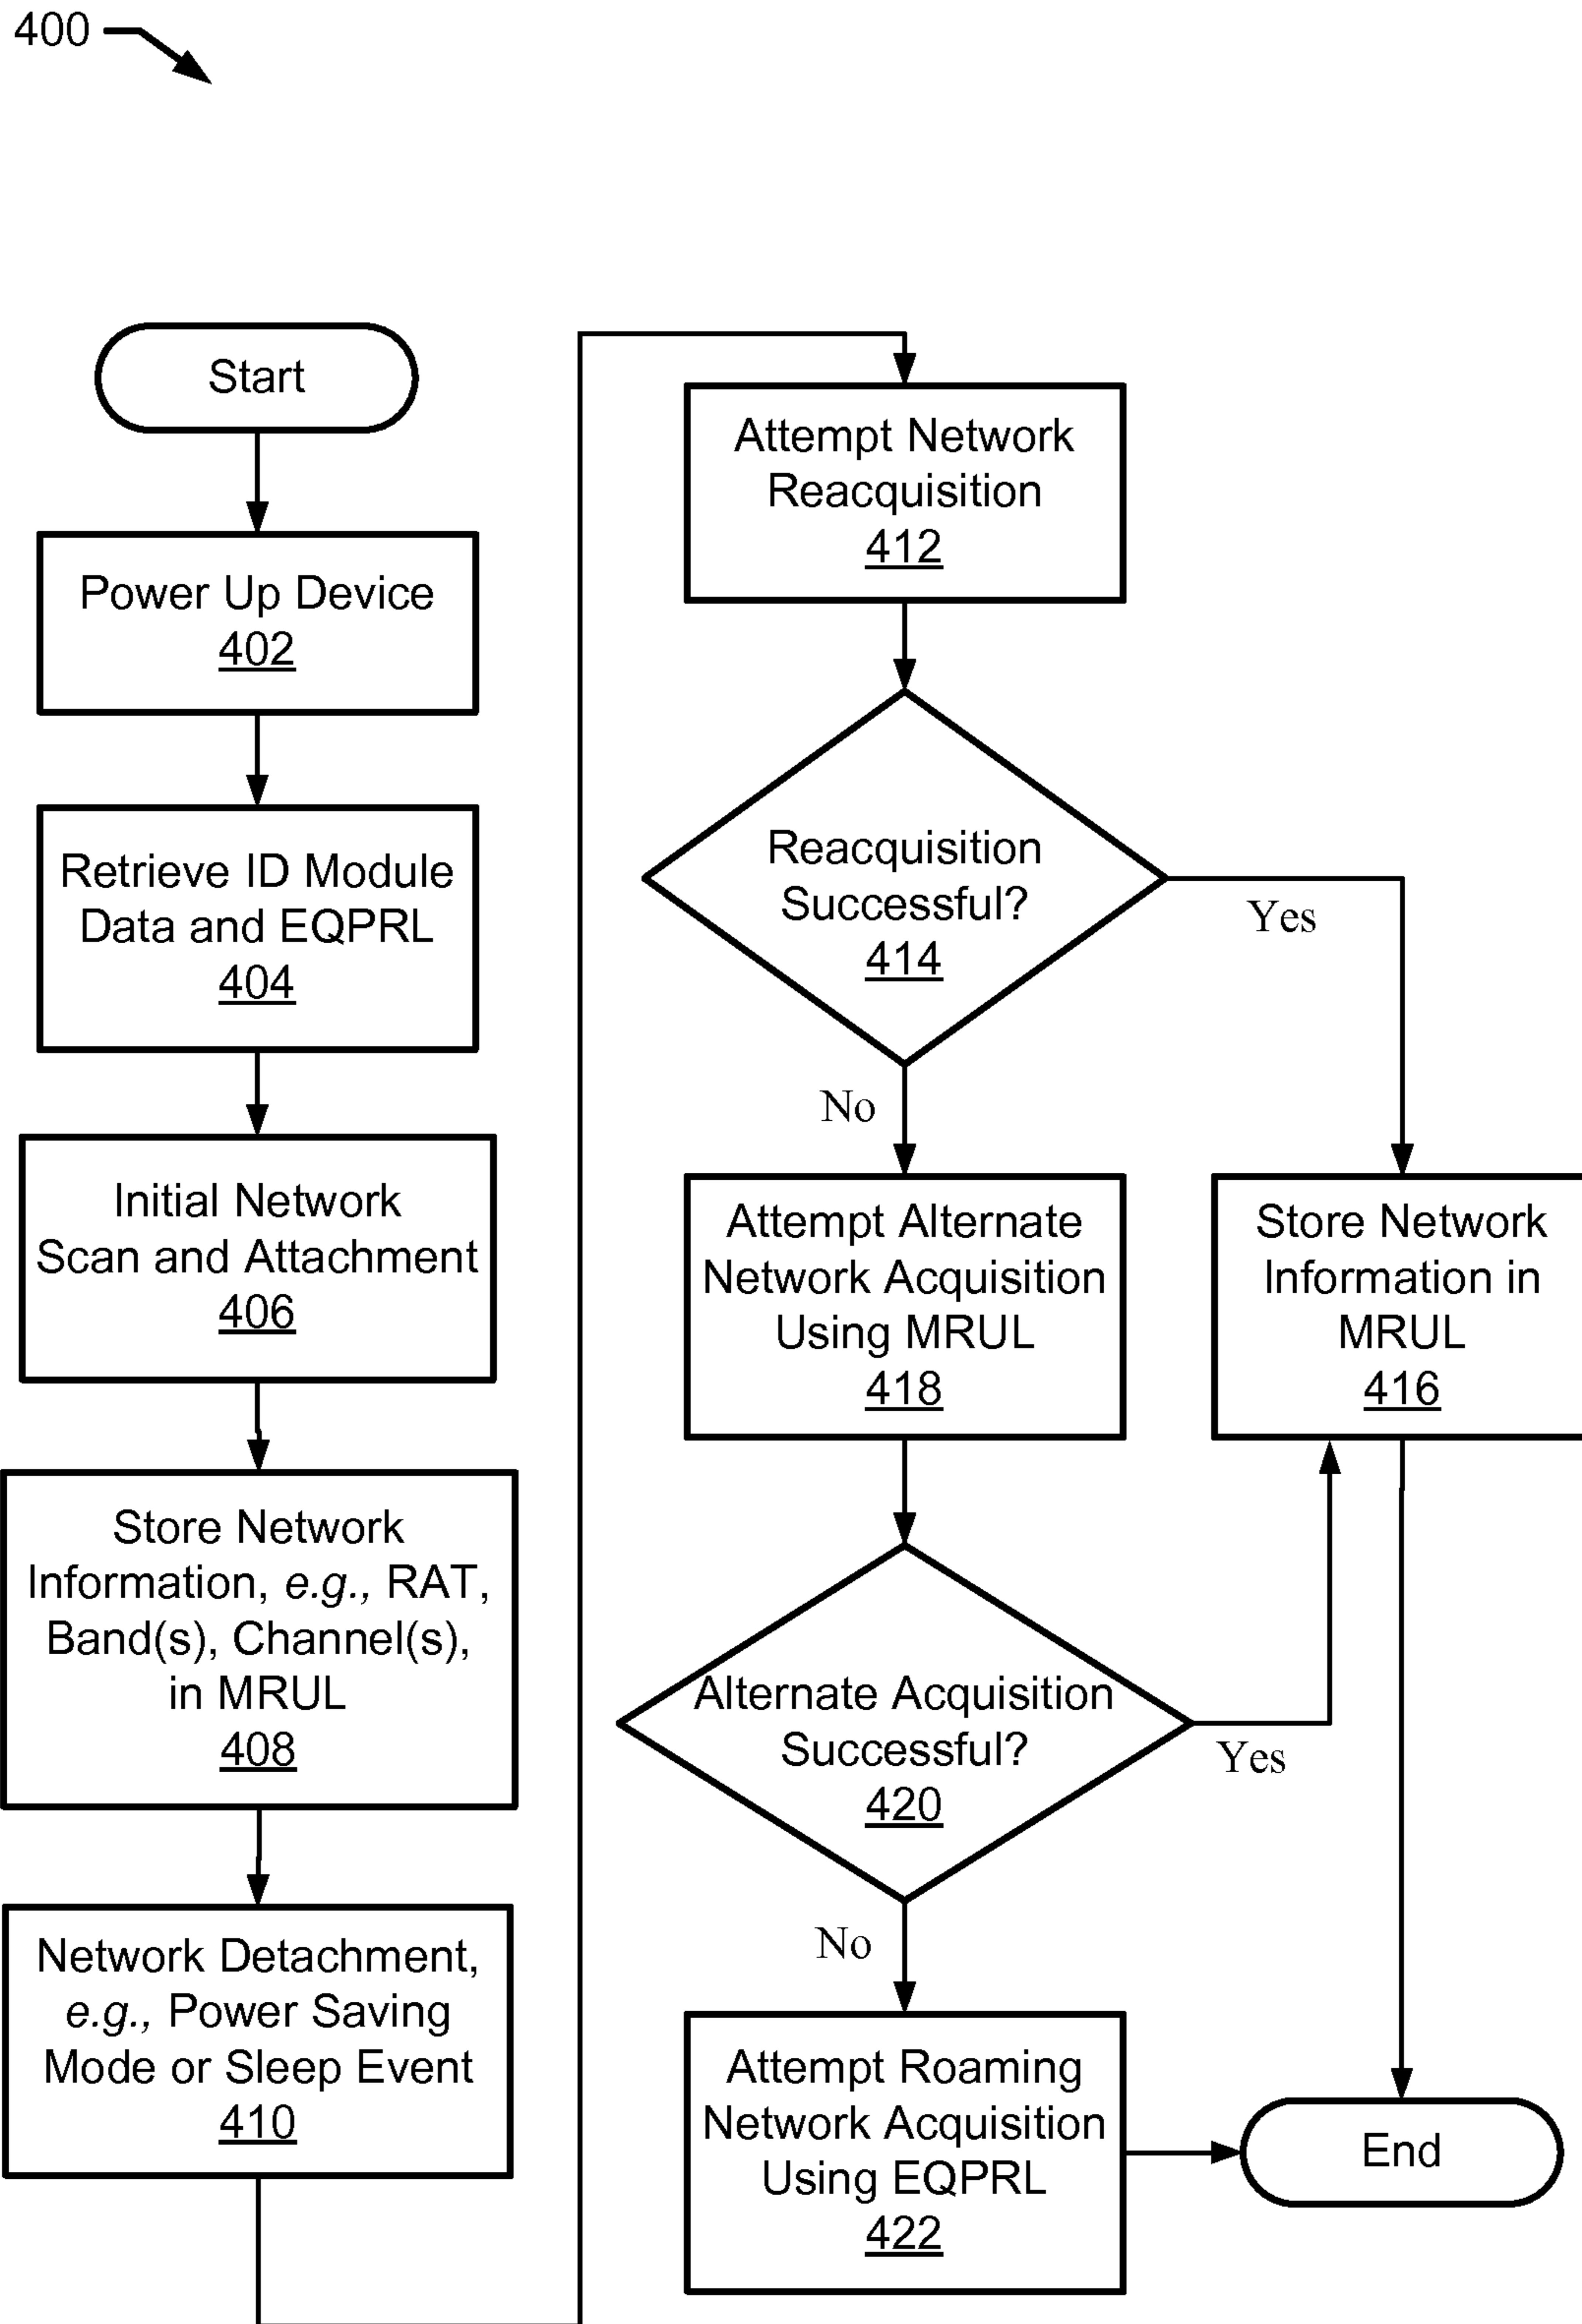 400
Start
Power Up Device
402
Retrieve ID Module
Data and EQPRL
404
Initial Network
Scan and Attachment
406
Store Network
Information, e.g., RAT,
Band(s), Channel(s),
in MRUL
408
Network Detachment,
e.g., Power Saving
Mode or Sleep Event
410
Attempt Network
Reacquisition
412
Reacquisition
Successful?
414
Yes
No
Attempt Alternate
Network Acquisition
Using MRUL
418
Store Network
Information in
MRUL
416
Alternate Acquisition
Successful?
420
Yes
No
Attempt Roaming
Network Acquisition
Using EQPRL
422
End